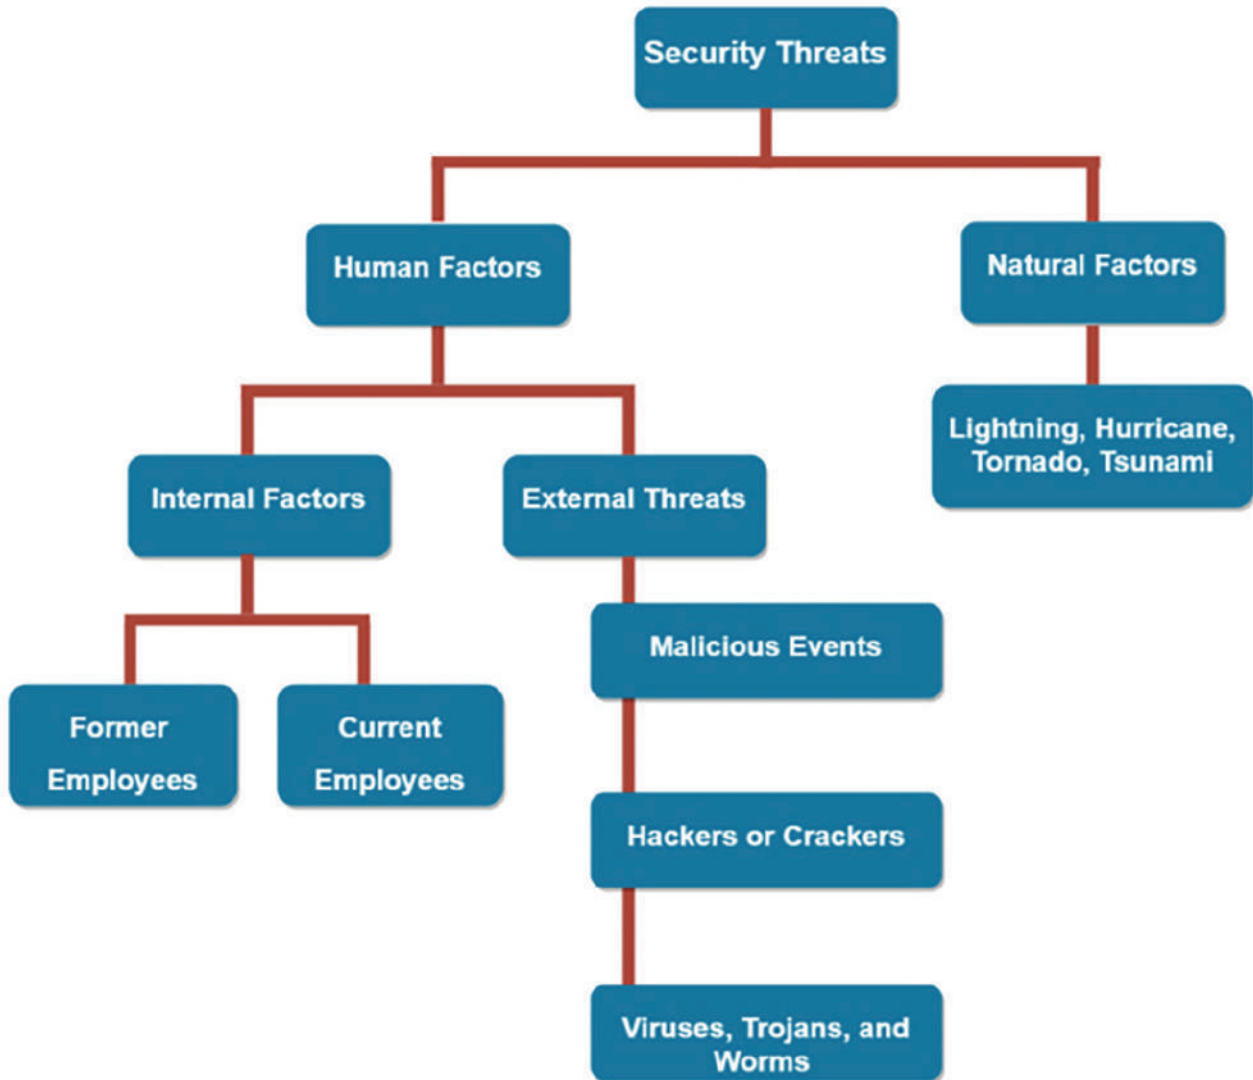 Security Threats
Human Factors
Natural Factors
Lightning, Hurricane,
Tornado, Tsunami
Internal Factors
External Threats
Malicious Events
Former
Employees
Current
Employees
Hackers or Crackers
Viruses, Trojans, and
Worms